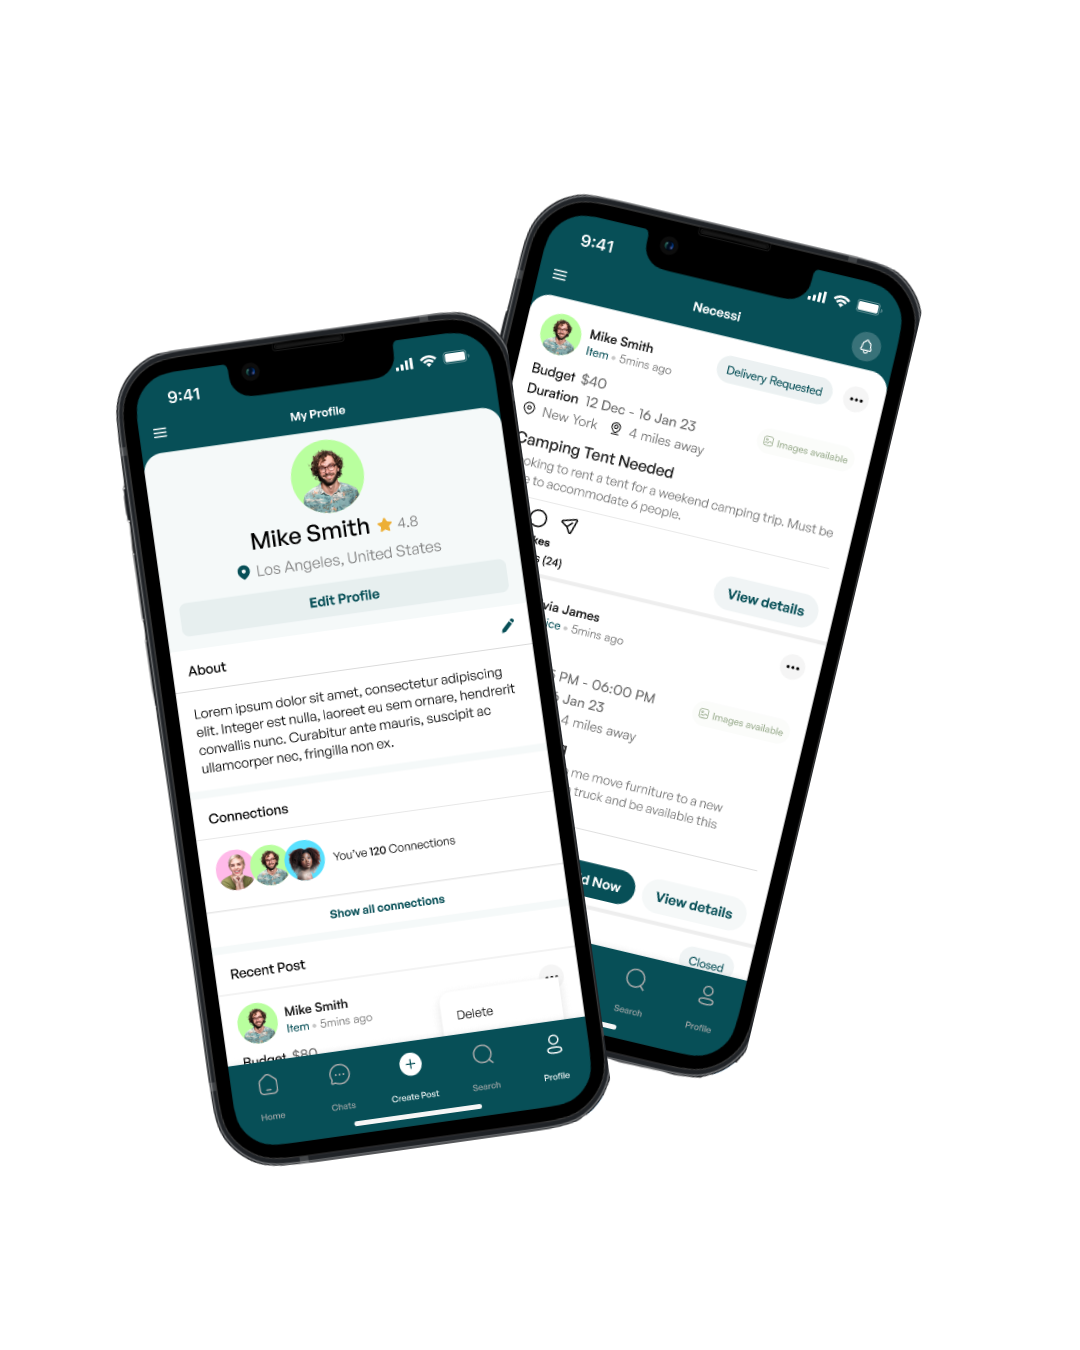 9:41
My Profile
Mike Smith 4.8
Los Angeles, United States
Edit Profile
About
Lorem ipsum dolor sit amet, consectetur adipiscing
elit. Integer est nulla, laoreet eu sem ornare, hendrerit
convallis nunc. Curabitur ante mauris, suscipit ac
ullamcorper nec, fringilla non ex.
Connections
You've 120 Connections
Show all connections
Recent Post
Mike Smith
Item • 5mins ago
Delete
Budget $80
Home
Chats
Create Post
Search
Profile
9:41
Necessi
Mike Smith
Item • 5mins ago
Delivery Requested
Budget $40
Duration 12 Dec - 16 Jan 23
New York 4 miles away
Images available
Camping Tent Needed
oking to rent a tent for a weekend camping trip. Must be
e to accommodate 6 people.
kes
s (24)
View details
via James
ice • 5mins ago
5 PM - 06:00 PM
Jan 23
4 miles away
Images available
me move furniture to a new
truck and be available this
d Now
View details
Closed
Search
Profile